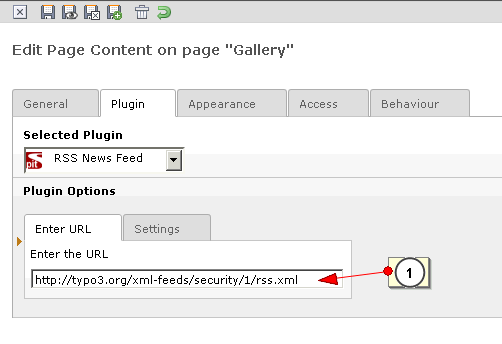 Edit Page Content on page "Gallery"
General Plugin Appearance Access Behaviour
Selected Plugin
pit RSS News Feed
Plugin Options
Enter URL Settings
Enter the URL
http://typo3.org/xml-feeds/security/1/rss.xml
1